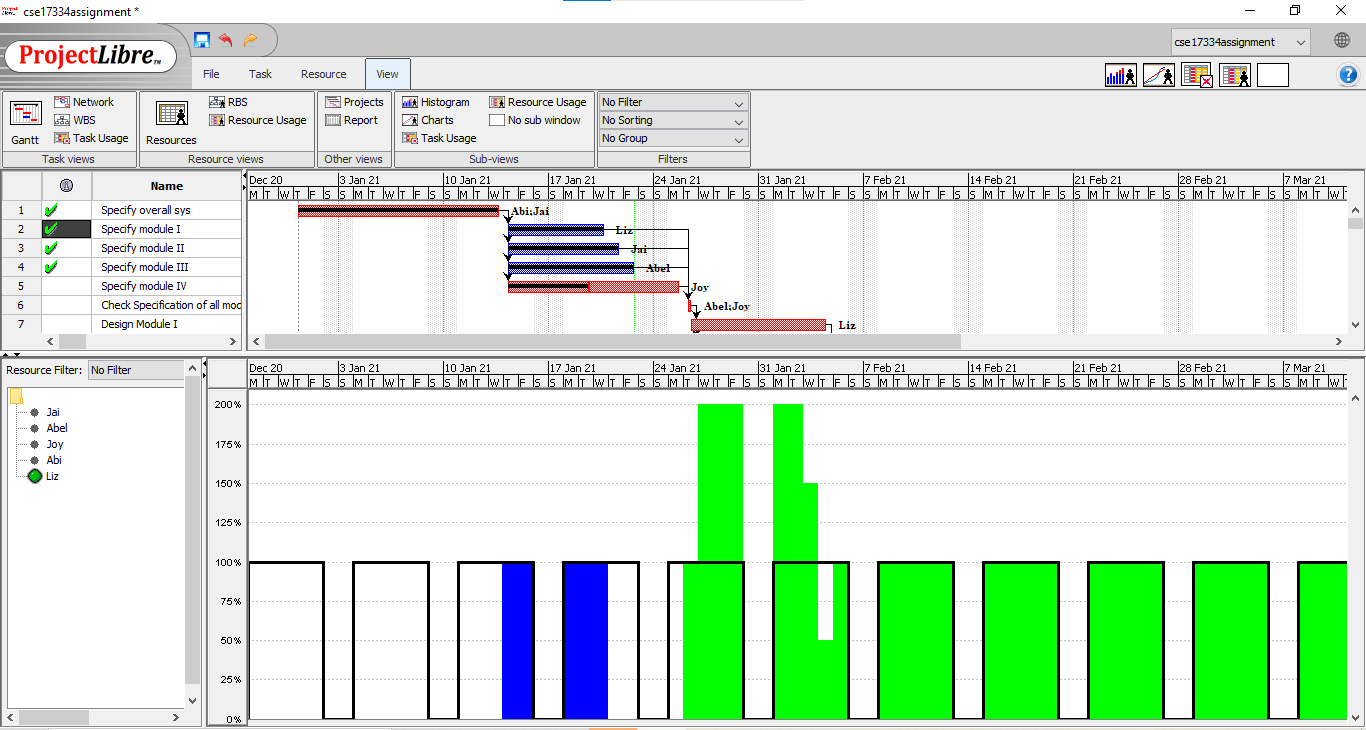 cse17334assignment *
ProjectLibre™
cse17334assignment
File Task Resource View
Gantt
Network
WBS
Task Usage
Task views
Resources
RBS
Resource Usage
Resource views
Projects
Report
Other views
Histogram
Charts
Task Usage
Resource Usage
No sub window
Sub-views
No Filter
No Sorting
No Group
Filters
Name
Dec 20 3 Jan 21 10 Jan 21 17 Jan 21 24 Jan 21 31 Jan 21 7 Feb 21 14 Feb 21 21 Feb 21 28 Feb 21 7 Mar 21
M T W T F S S M T W T F S S M T W T F S S M T W T F S S M T W T F S S M T W T F S S M T W T F S S M T W T F S S M T W T F S S M T W T F S S M T W
1 Specify overall sys Abi;Jai
2 Specify module I Liz
3 Specify module II Jai
4 Specify module III Abel
5 Specify module IV Joy
6 Check Specification of all mod Abel;Joy
7 Design Module I Liz
Resource Filter: No Filter
Jai
Abel
Joy
Abi
Liz
Dec 20 3 Jan 21 10 Jan 21 17 Jan 21 24 Jan 21 31 Jan 21 7 Feb 21 14 Feb 21 21 Feb 21 28 Feb 21 7 Mar 21
M T W T F S S M T W T F S S M T W T F S S M T W T F S S M T W T F S S M T W T F S S M T W T F S S M T W T F S S M T W T F S S M T W T F S S M T W
200%
175%
150%
125%
100%
75%
50%
25%
0%